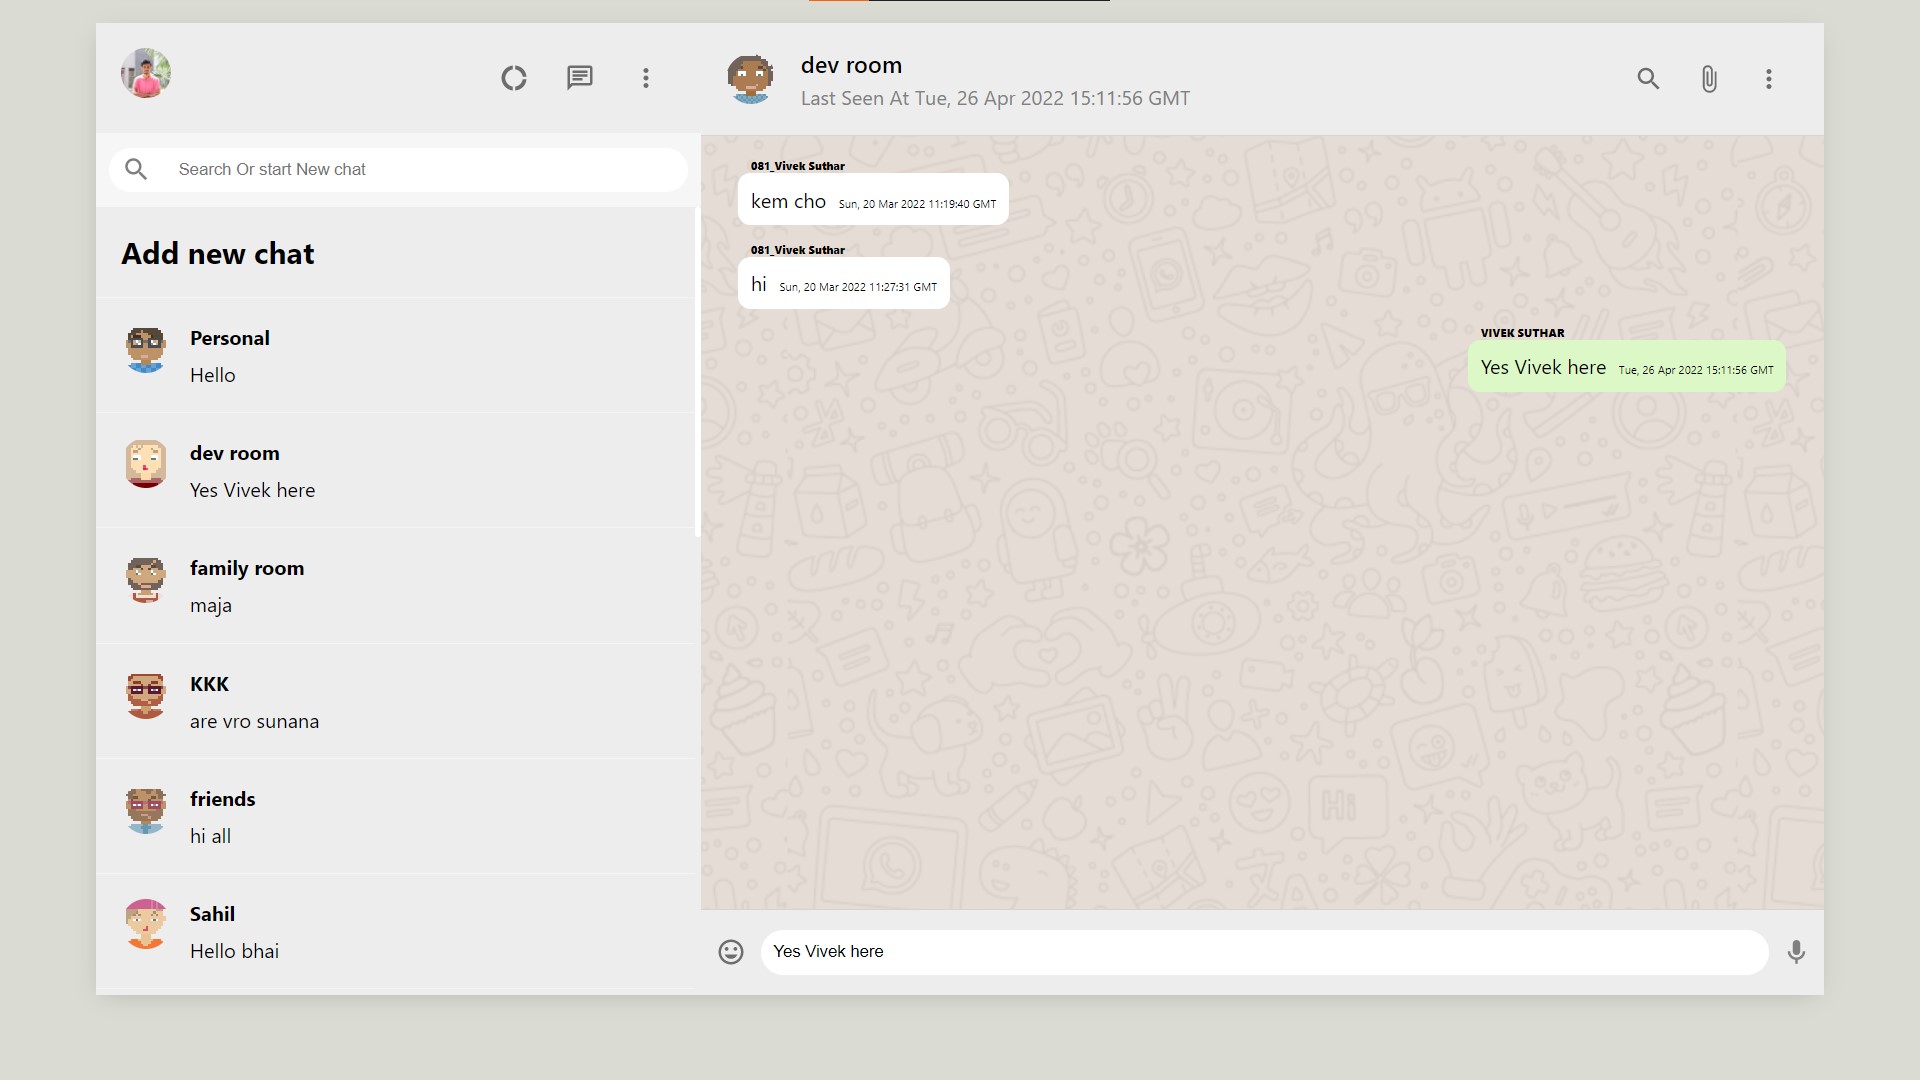 Search Or start New chat
Add new chat
Personal
Hello
dev room
Yes Vivek here
family room
maja
KKK
are vro sunana
friends
hi all
Sahil
Hello bhai
dev room
Last Seen At Tue, 26 Apr 2022 15:11:56 GMT
081_Vivek Suthar
kem cho Sun, 20 Mar 2022 11:19:40 GMT
081_Vivek Suthar
hi Sun, 20 Mar 2022 11:27:31 GMT
VIVEK SUTHAR
Yes Vivek here Tue, 26 Apr 2022 15:11:56 GMT
Hi
Yes Vivek here